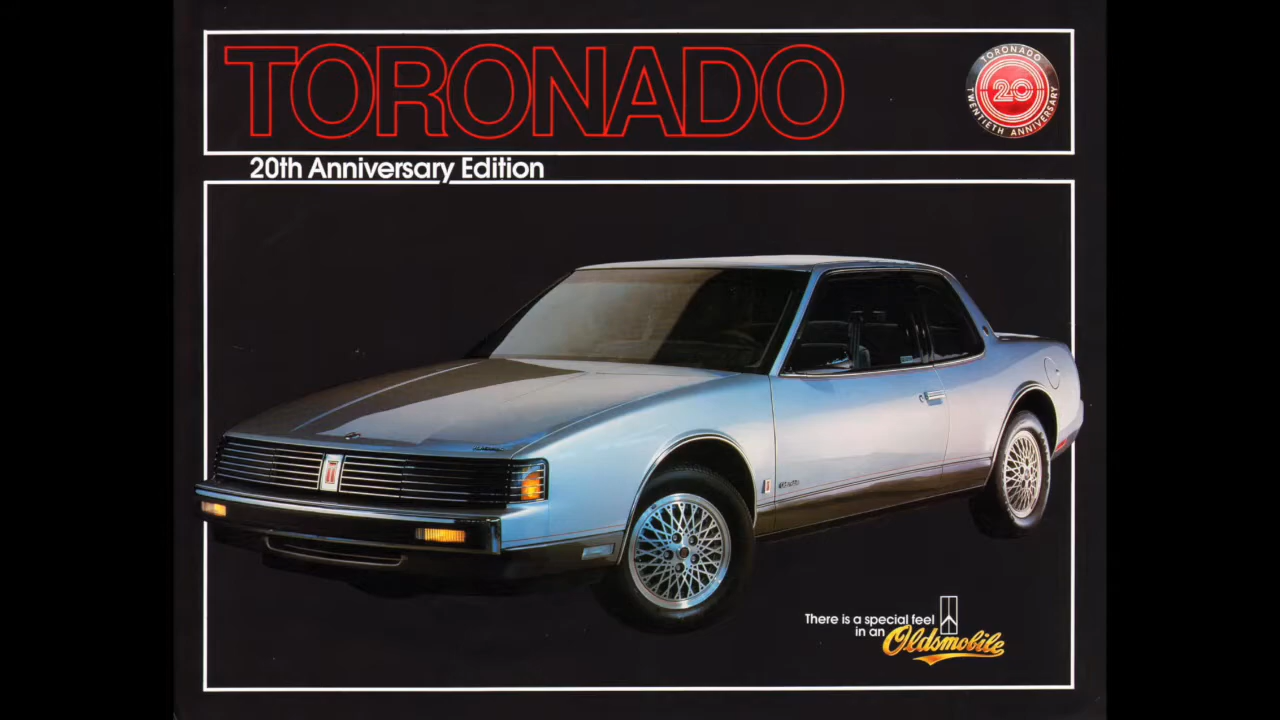 TORONADO
TORONADO
20
TWENTIETH ANNIVERSARY
20th Anniversary Edition
There is a special feel
in an Oldsmobile